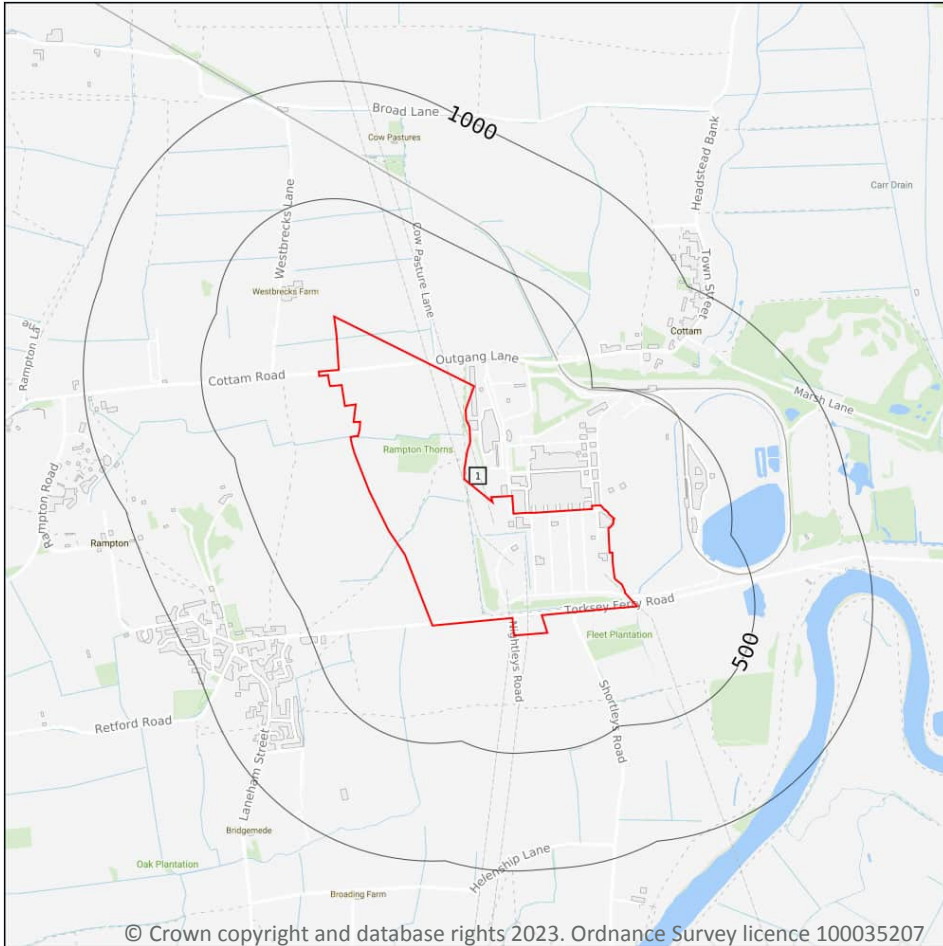 Broad Lane
1000
Cow Pastures
Headstead Bank
Carr Drain
Westbrecks Lane
Cow Pasture Lane
Town Street
Westbrecks Farm
Rampton Lane
Cottam
Outgang Lane
Cottam Road
Marsh Lane
Rampton Thorns
Rampton Road
1
Rampton
Torksey Ferry Road
Fleet Plantation
Nightleys Road
500
Retford Road
Shortleys Road
Laneham Street
Bridgemede
Helenship Lane
Oak Plantation
Broading Farm
© Crown copyright and database rights 2023. Ordnance Survey licence 100035207